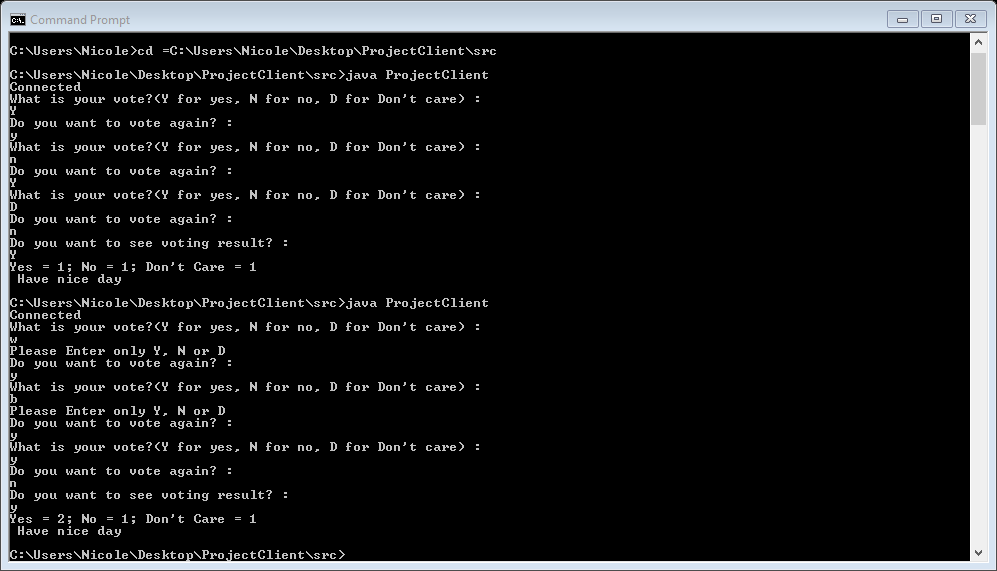 Command Prompt
C:\Users\Nicole>cd =C:\Users\Nicole\Desktop\ProjectClient\src
C:\Users\Nicole\Desktop\ProjectClient\src>java ProjectClient
Connected
What is your vote?(Y for yes, N for no, D for Don't care) :
Y
Do you want to vote again? :
y
What is your vote?(Y for yes, N for no, D for Don't care) :
n
Do you want to vote again? :
Y
What is your vote?(Y for yes, N for no, D for Don't care) :
D
Do you want to vote again? :
n
Do you want to see voting result? :
Y
Yes = 1; No = 1; Don't Care = 1
 Have nice day
C:\Users\Nicole\Desktop\ProjectClient\src>java ProjectClient
Connected
What is your vote?(Y for yes, N for no, D for Don't care) :
w
Please Enter only Y, N or D
Do you want to vote again? :
y
What is your vote?(Y for yes, N for no, D for Don't care) :
b
Please Enter only Y, N or D
Do you want to vote again? :
y
What is your vote?(Y for yes, N for no, D for Don't care) :
y
Do you want to vote again? :
n
Do you want to see voting result? :
y
Yes = 2; No = 1; Don't Care = 1
 Have nice day
C:\Users\Nicole\Desktop\ProjectClient\src>